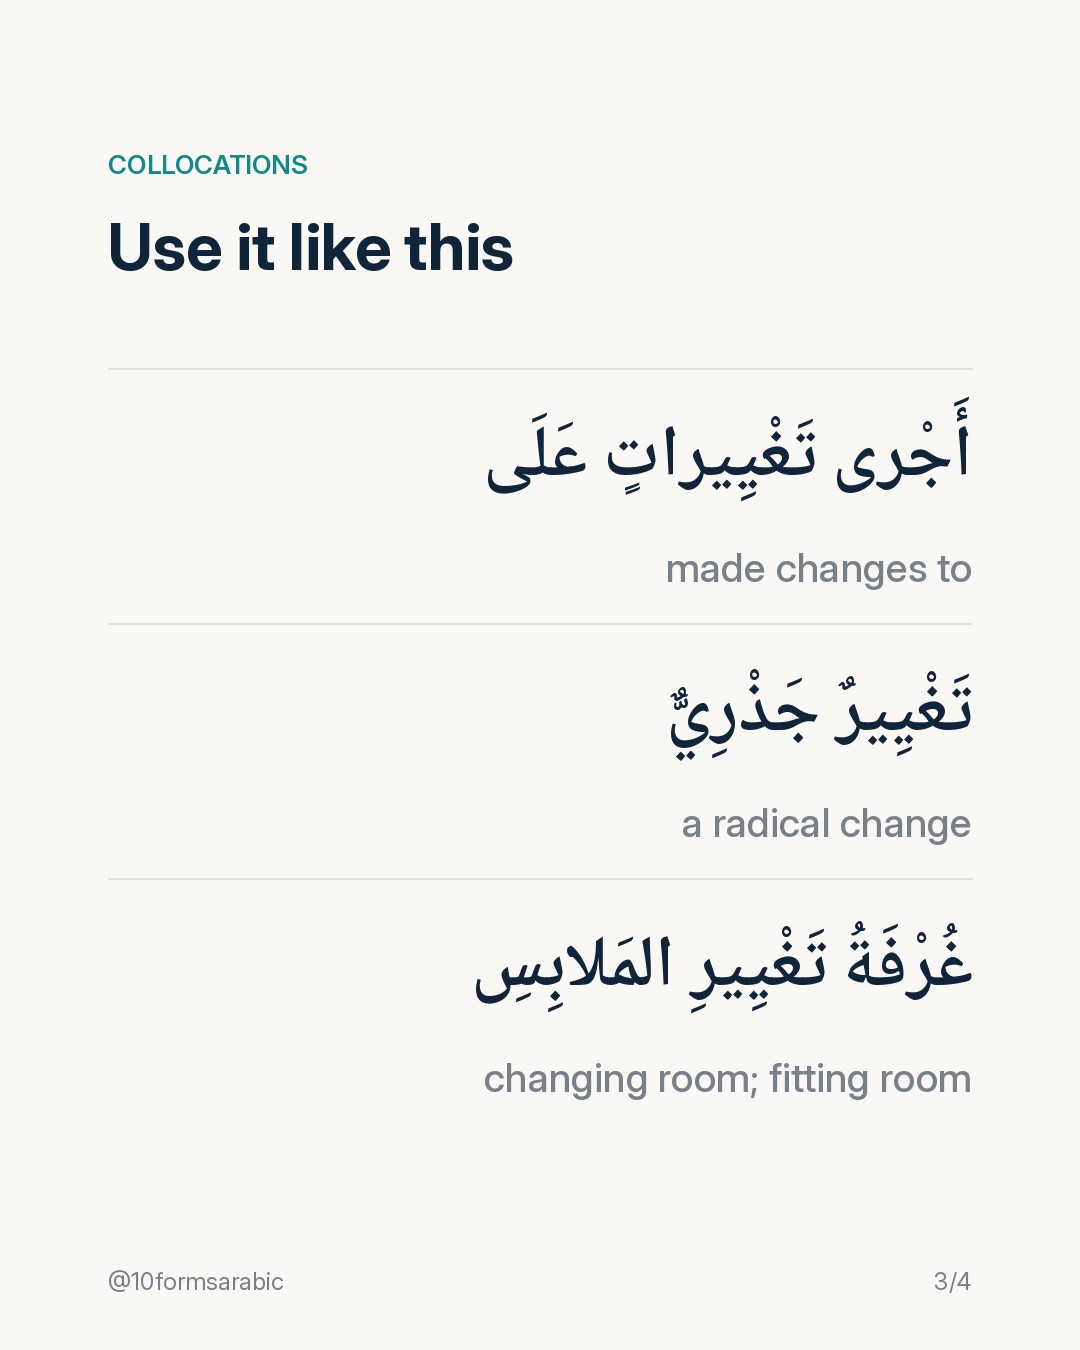 COLLOCATIONS
Use it like this
أَجْرى تَغْيِيراتٍ عَلَى
made changes to
تَغْيِيرٌ جَذْرِيٌّ
a radical change
غُرْفَةُ تَغْيِيرِ المَلابِسِ
changing room; fitting room
@10formsarabic
3/4